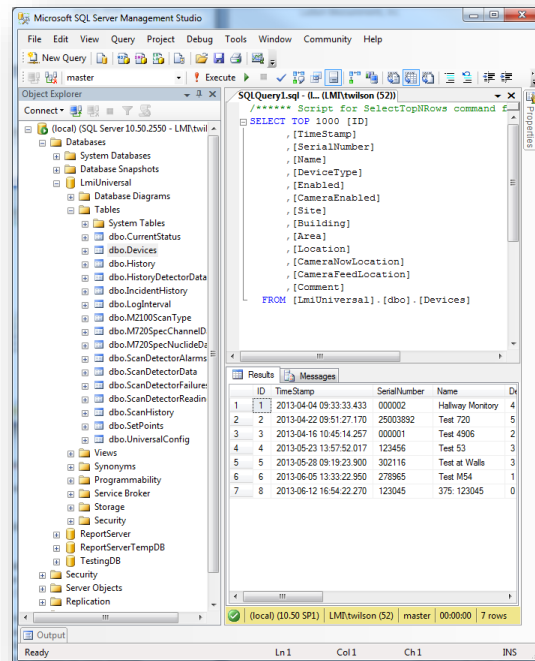 Microsoft SQL Server Management Studio
File Edit View Query Project Debug Tools Window Community Help
New Query
master Execute
Object Explorer
Connect
(local) (SQL Server 10.50.2550 - LMI\twil
Databases
System Databases
Database Snapshots
LmiUniversal
Database Diagrams
Tables
System Tables
dbo.CurrentStatus
dbo.Devices
dbo.History
dbo.HistoryDetectorData
dbo.IncidentHistory
dbo.LogInterval
dbo.M2100ScanType
dbo.M720SpecChannelD
dbo.M720SpecNuclideDa
dbo.ScanDetectorAlarms
dbo.ScanDetectorData
dbo.ScanDetectorFailures
dbo.ScanDetectorReadin
dbo.ScanHistory
dbo.SetPoints
dbo.UniversalConfig
Views
Synonyms
Programmability
Service Broker
Storage
Security
ReportServer
ReportServerTempDB
TestingDB
Security
Server Objects
Replication
SQLQuery1.sql - (l... (LMI\twilson (52))
/****** Script for SelectTopNRows command f
SELECT TOP 1000 [ID]
,[TimeStamp]
,[SerialNumber]
,[Name]
,[DeviceType]
,[Enabled]
,[CameraEnabled]
,[Site]
,[Building]
,[Area]
,[Location]
,[CameraNowLocation]
,[CameraFeedLocation]
,[Comment]
FROM [LmiUniversal].[dbo].[Devices]
Properties
Results Messages
ID TimeStamp SerialNumber Name De
1 1 2013-04-04 09:33:33.433 000002 Hallway Monitory 4
2 2 2013-04-22 09:51:27.170 25003892 Test 720 5
3 3 2013-04-16 10:45:14.257 000001 Test 4906 2
4 4 2013-05-23 13:57:52.017 123456 Test 53 3
5 5 2013-05-28 09:19:23.900 302116 Test at Walls 3
6 6 2013-06-05 13:33:22.950 278965 Test M54 1
7 8 2013-06-12 16:54:22.270 123045 375: 123045 0
(local) (10.50 SP1) LMI\twilson (52) master 00:00:00 7 rows
Output
Ready Ln 1 Col 1 Ch 1 INS